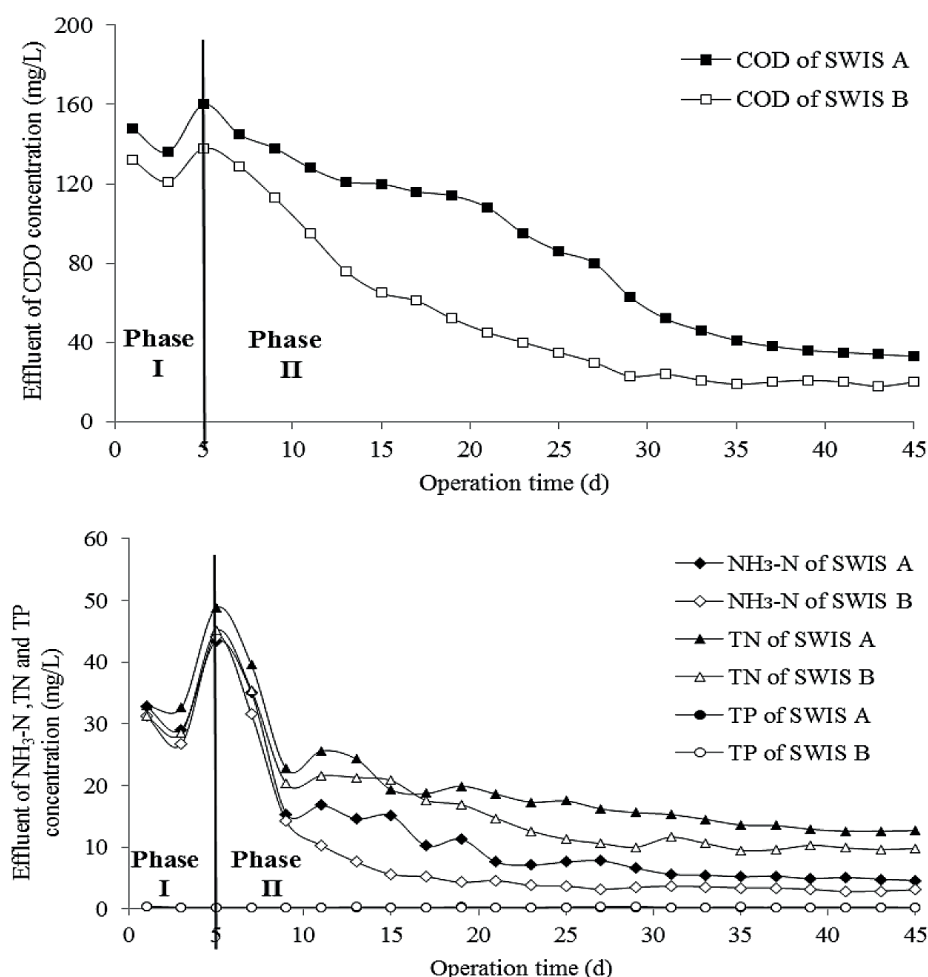 200
160
120
80
40
0
Effluent of CDO concentration (mg/L)
COD of SWIS A
COD of SWIS B
Phase
I
Phase
II
0 5 10 15 20 25 30 35 40 45
Operation time (d)
60
50
40
30
20
10
0
Effluent of NH₃-N ,TN and TP
concentration (mg/L)
NH₃-N of SWIS A
NH₃-N of SWIS B
TN of SWIS A
TN of SWIS B
TP of SWIS A
TP of SWIS B
Phase
I
Phase
II
0 5 10 15 20 25 30 35 40 45
Operation time (d)